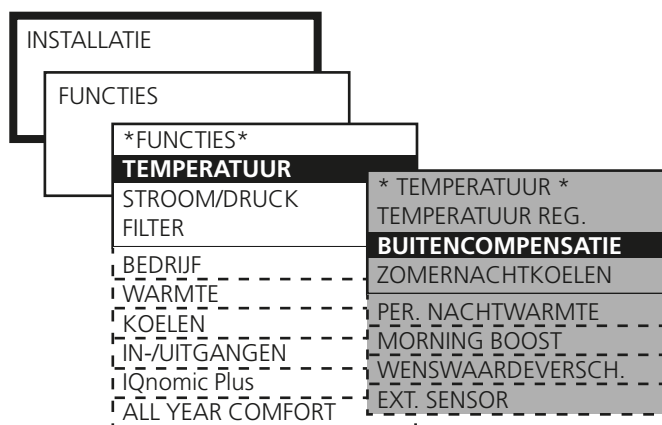 INSTALLATIE
FUNCTIES
*FUNCTIES*
TEMPERATUUR
STROOM/DRUCK
FILTER
BEDRIJF
WARMTE
KOELEN
IN-/UITGANGEN
IQnomic Plus
ALL YEAR COMFORT
* TEMPERATUUR *
TEMPERATUUR REG.
BUITENCOMPENSATIE
ZOMERNACHTKOELEN
PER. NACHTWARMTE
MORNING BOOST
WENSWAARDEVERSCH.
EXT. SENSOR